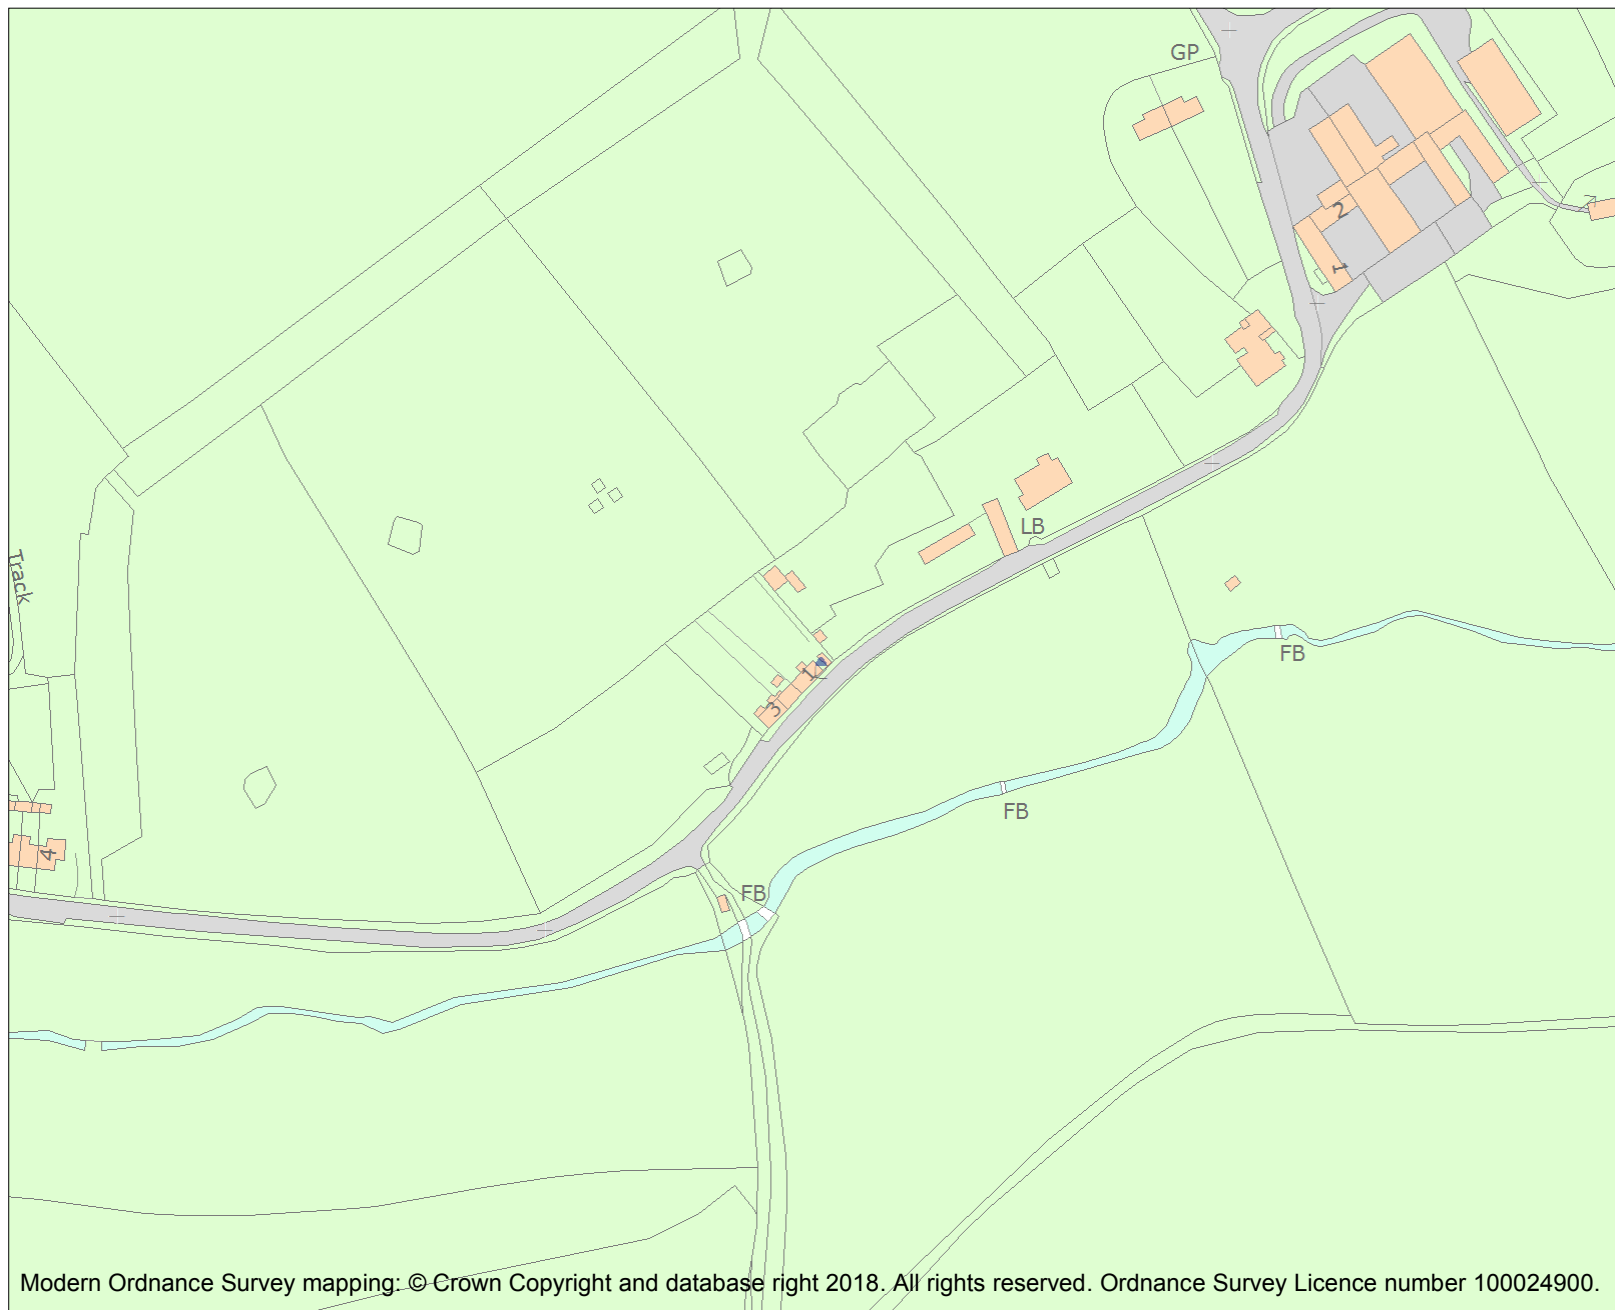 GP
2
1
LB
Track
FB
1
3
FB
4
FB
Modern Ordnance Survey mapping: © Crown Copyright and database right 2018. All rights reserved. Ordnance Survey Licence number 100024900.